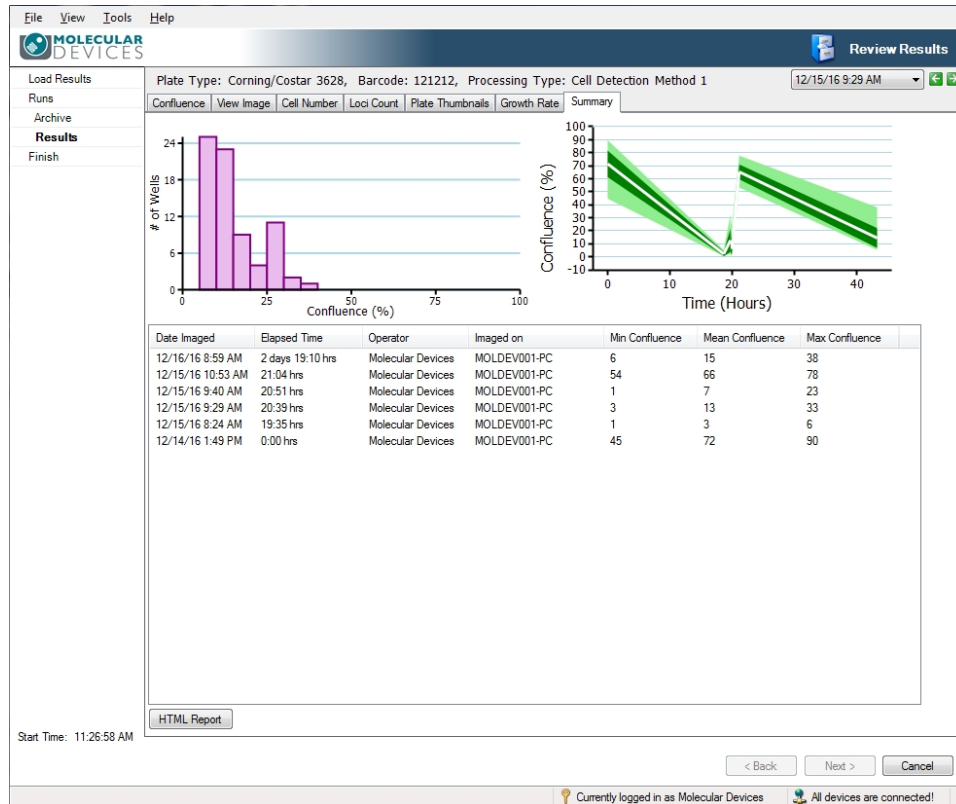 File View Tools Help
MOLECULAR
DEVICES
Review Results
Load Results
Runs
Archive
Results
Finish
Plate Type: Corning/Costar 3628, Barcode: 121212, Processing Type: Cell Detection Method 1
12/15/16 9:29 AM
Confluence View Image Cell Number Loci Count Plate Thumbnails Growth Rate Summary
24
18
12
6
0
# of Wells
0 25 50 75 100
Confluence (%)
100
90
80
70
60
50
40
30
20
10
0
-10
Confluence (%)
0 10 20 30 40
Time (Hours)
Date Imaged Elapsed Time Operator Imaged on Min Confluence Mean Confluence Max Confluence
12/16/16 8:59 AM 2 days 19:10 hrs Molecular Devices MOLDEV001-PC 6 15 38
12/15/16 10:53 AM 21:04 hrs Molecular Devices MOLDEV001-PC 54 66 78
12/15/16 9:40 AM 20:51 hrs Molecular Devices MOLDEV001-PC 1 7 23
12/15/16 9:29 AM 20:39 hrs Molecular Devices MOLDEV001-PC 3 13 33
12/15/16 8:24 AM 19:35 hrs Molecular Devices MOLDEV001-PC 1 3 6
12/14/16 1:49 PM 0:00 hrs Molecular Devices MOLDEV001-PC 45 72 90
HTML Report
Start Time: 11:26:58 AM
< Back Next > Cancel
Currently logged in as Molecular Devices All devices are connected!